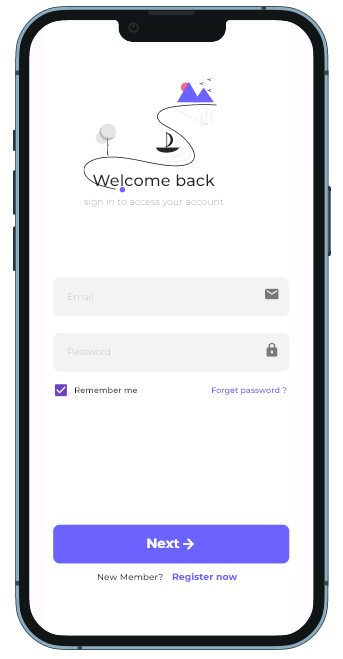 Welcome back
sign in to access your account
Email
Password
Remember me
Forget password ?
Next
New Member? Register now